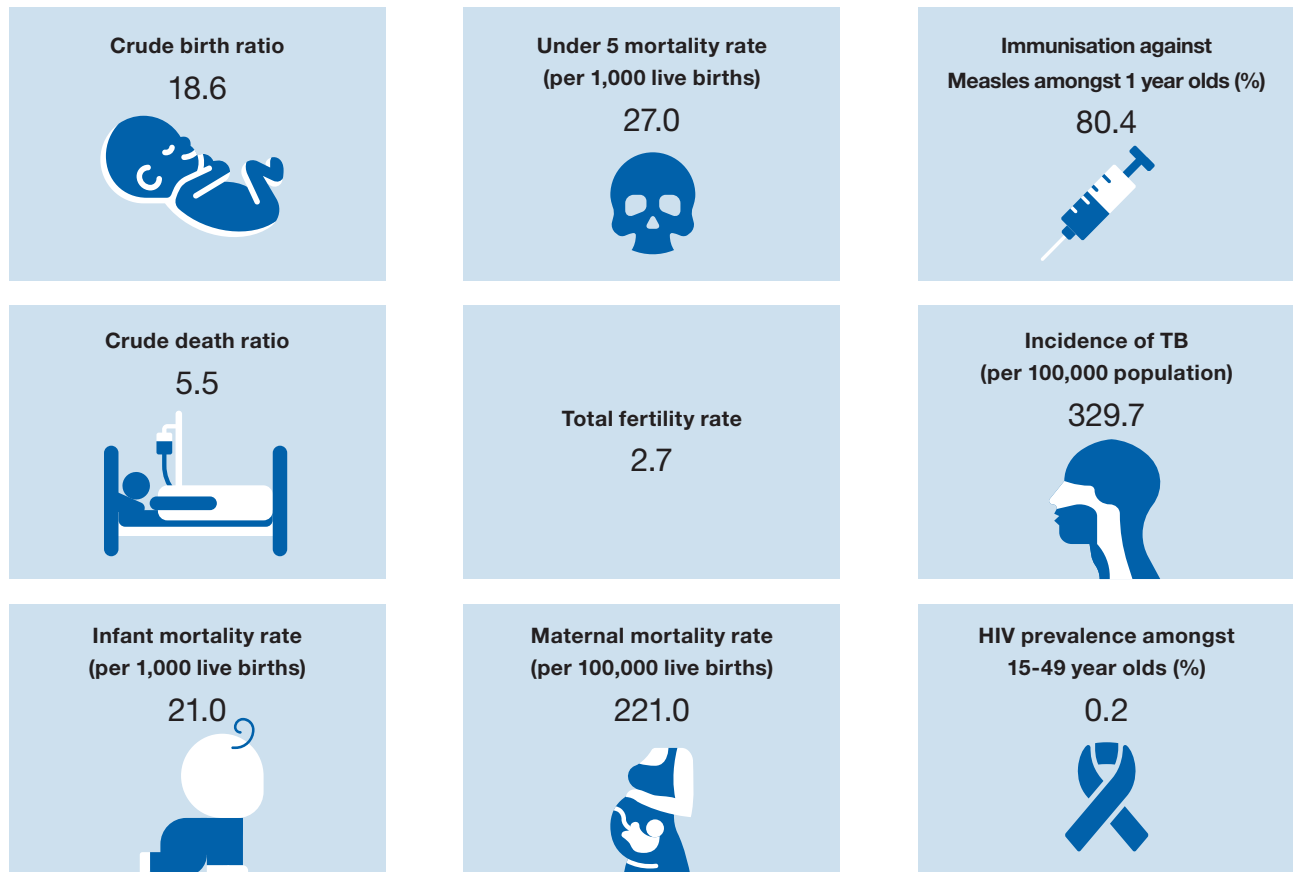 Crude birth ratio
18.6
Under 5 mortality rate
(per 1,000 live births)
27.0
Immunisation against
Measles amongst 1 year olds (%)
80.4
Crude death ratio
5.5
Total fertility rate
2.7
Incidence of TB
(per 100,000 population)
329.7
Infant mortality rate
(per 1,000 live births)
21.0
Maternal mortality rate
(per 100,000 live births)
221.0
HIV prevalence amongst
15-49 year olds (%)
0.2